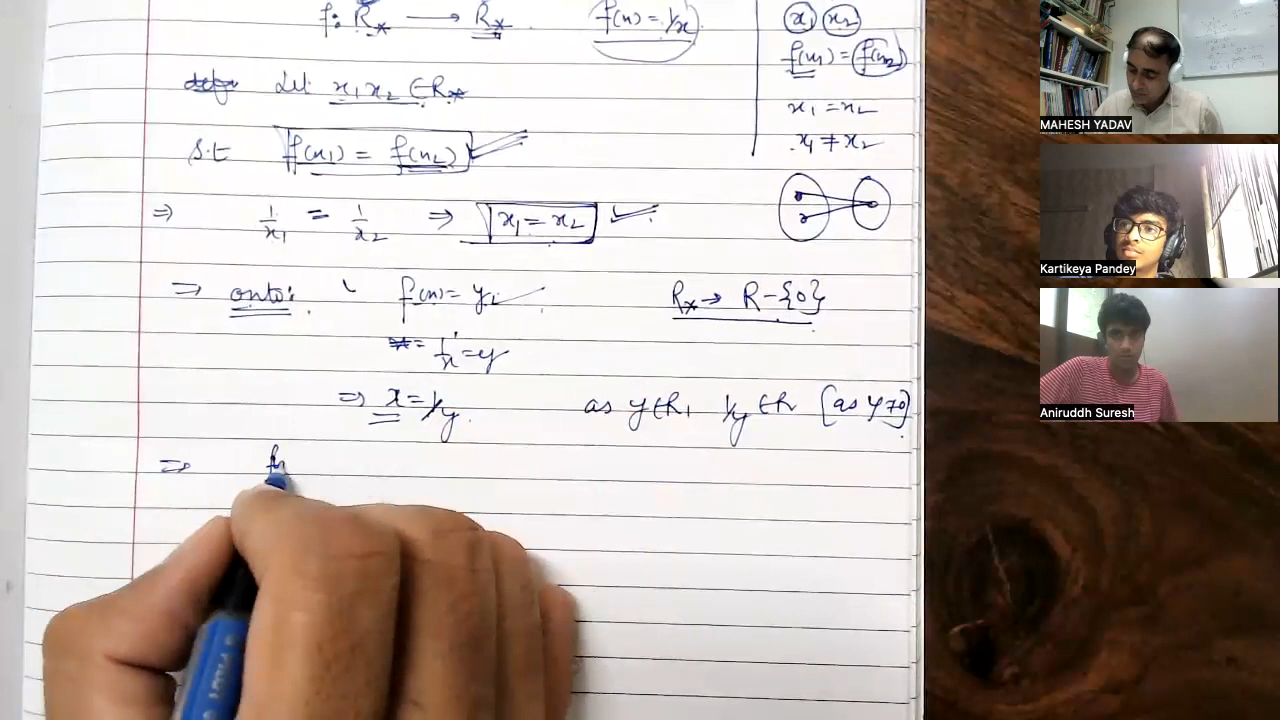 f: R* → R* f(x) = 1/x
Let x₁ x₂ ∈ R*
s.t f(x₁) = f(x₂)
⇒ 1/x₁ = 1/x₂ ⇒ x₁ = x₂
⇒ onto: f(x) = y
R* → R - {0}
= 1/x = y
⇒ x = 1/y. as y ∈ R, 1/y ∈ R [as y≠0]
⇒
x₁ x₂
f(x₁) = f(x₂)
x₁ = x₂
x₁ ≠ x₂
MAHESH YADAV
Kartikeya Pandey
Aniruddh Suresh